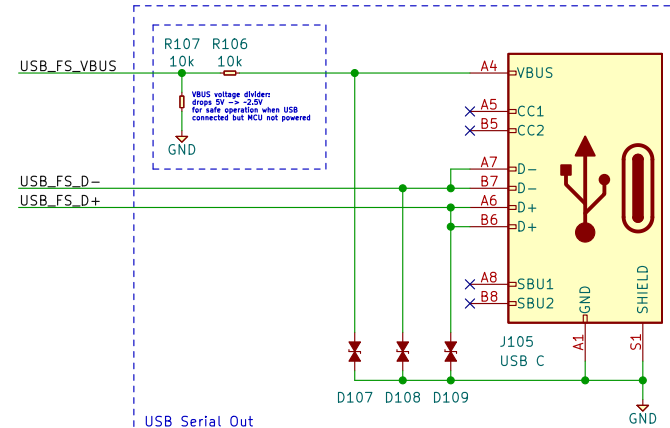 R107 R106
10k 10k
USB_FS_VBUS
VBUS voltage divider:
drops 5V -> ~2.5V
for safe operation when USB
connected but MCU not powered
GND
USB_FS_D-
USB_FS_D+
A4 VBUS
A5 CC1
B5 CC2
A7 D-
B7 D-
A6 D+
B6 D+
A8 SBU1
B8 SBU2
GND
SHIELD
A1
S1
J105
USB C
D107 D108 D109
GND
USB Serial Out